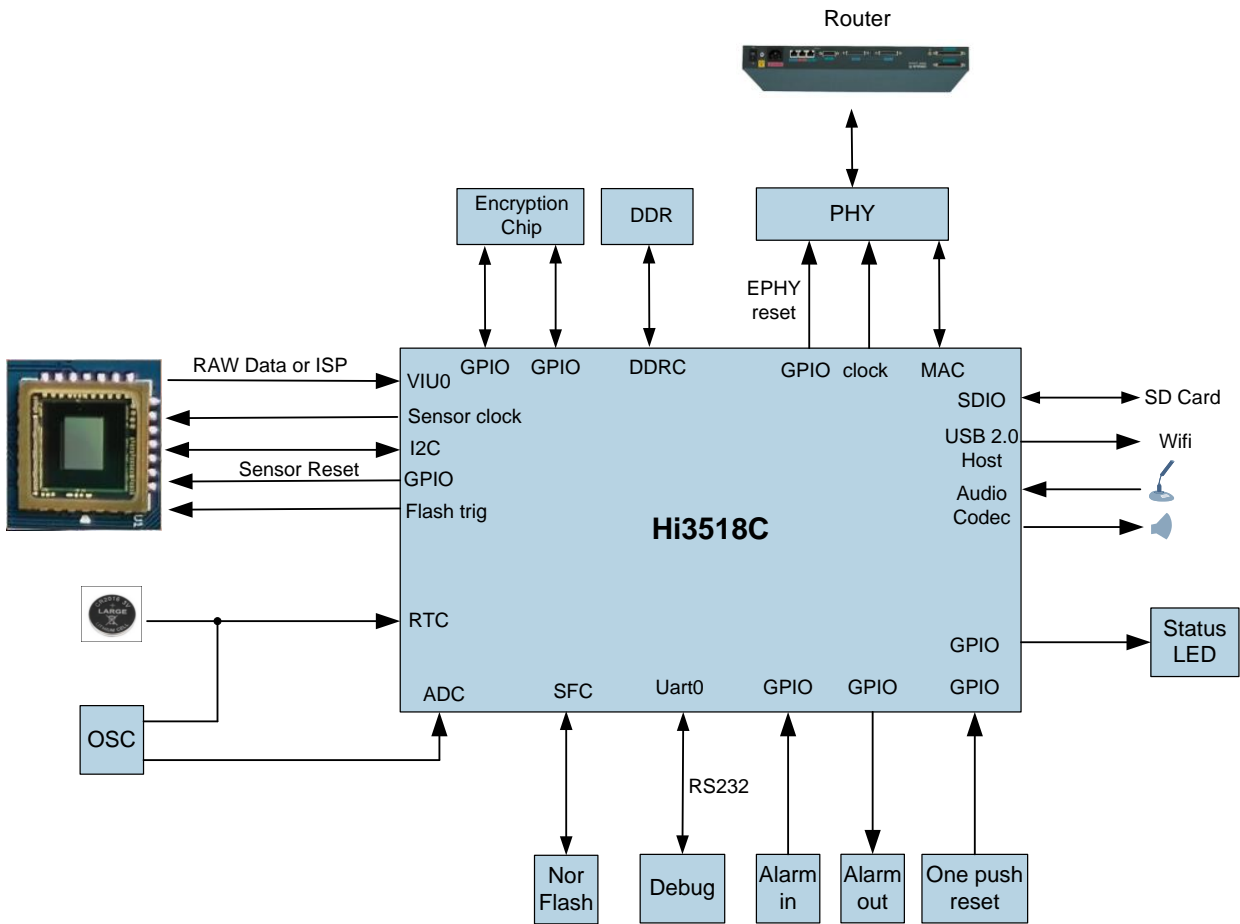 Router
Encryption
Chip
DDR
PHY
EPHY
reset
RAW Data or ISP
VIU0
GPIO
GPIO
DDRC
GPIO
clock
MAC
Sensor clock
SDIO
SD Card
I2C
USB 2.0
Host
Wifi
Sensor Reset
GPIO
Audio
Codec
Flash trig
Hi3518C
U1
LARGE
RTC
GPIO
Status
LED
ADC
SFC
Uart0
GPIO
GPIO
GPIO
OSC
RS232
Nor
Flash
Debug
Alarm
in
Alarm
out
One push
reset